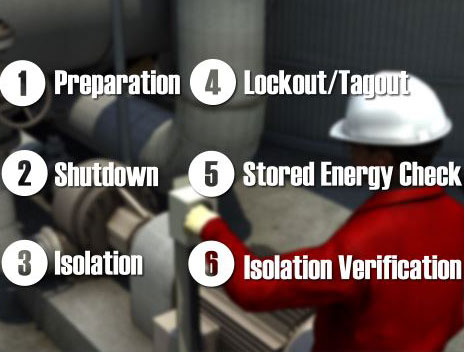 1 Preparation
2 Shutdown
3 Isolation
4 Lockout/Tagout
5 Stored Energy Check
6 Isolation Verification